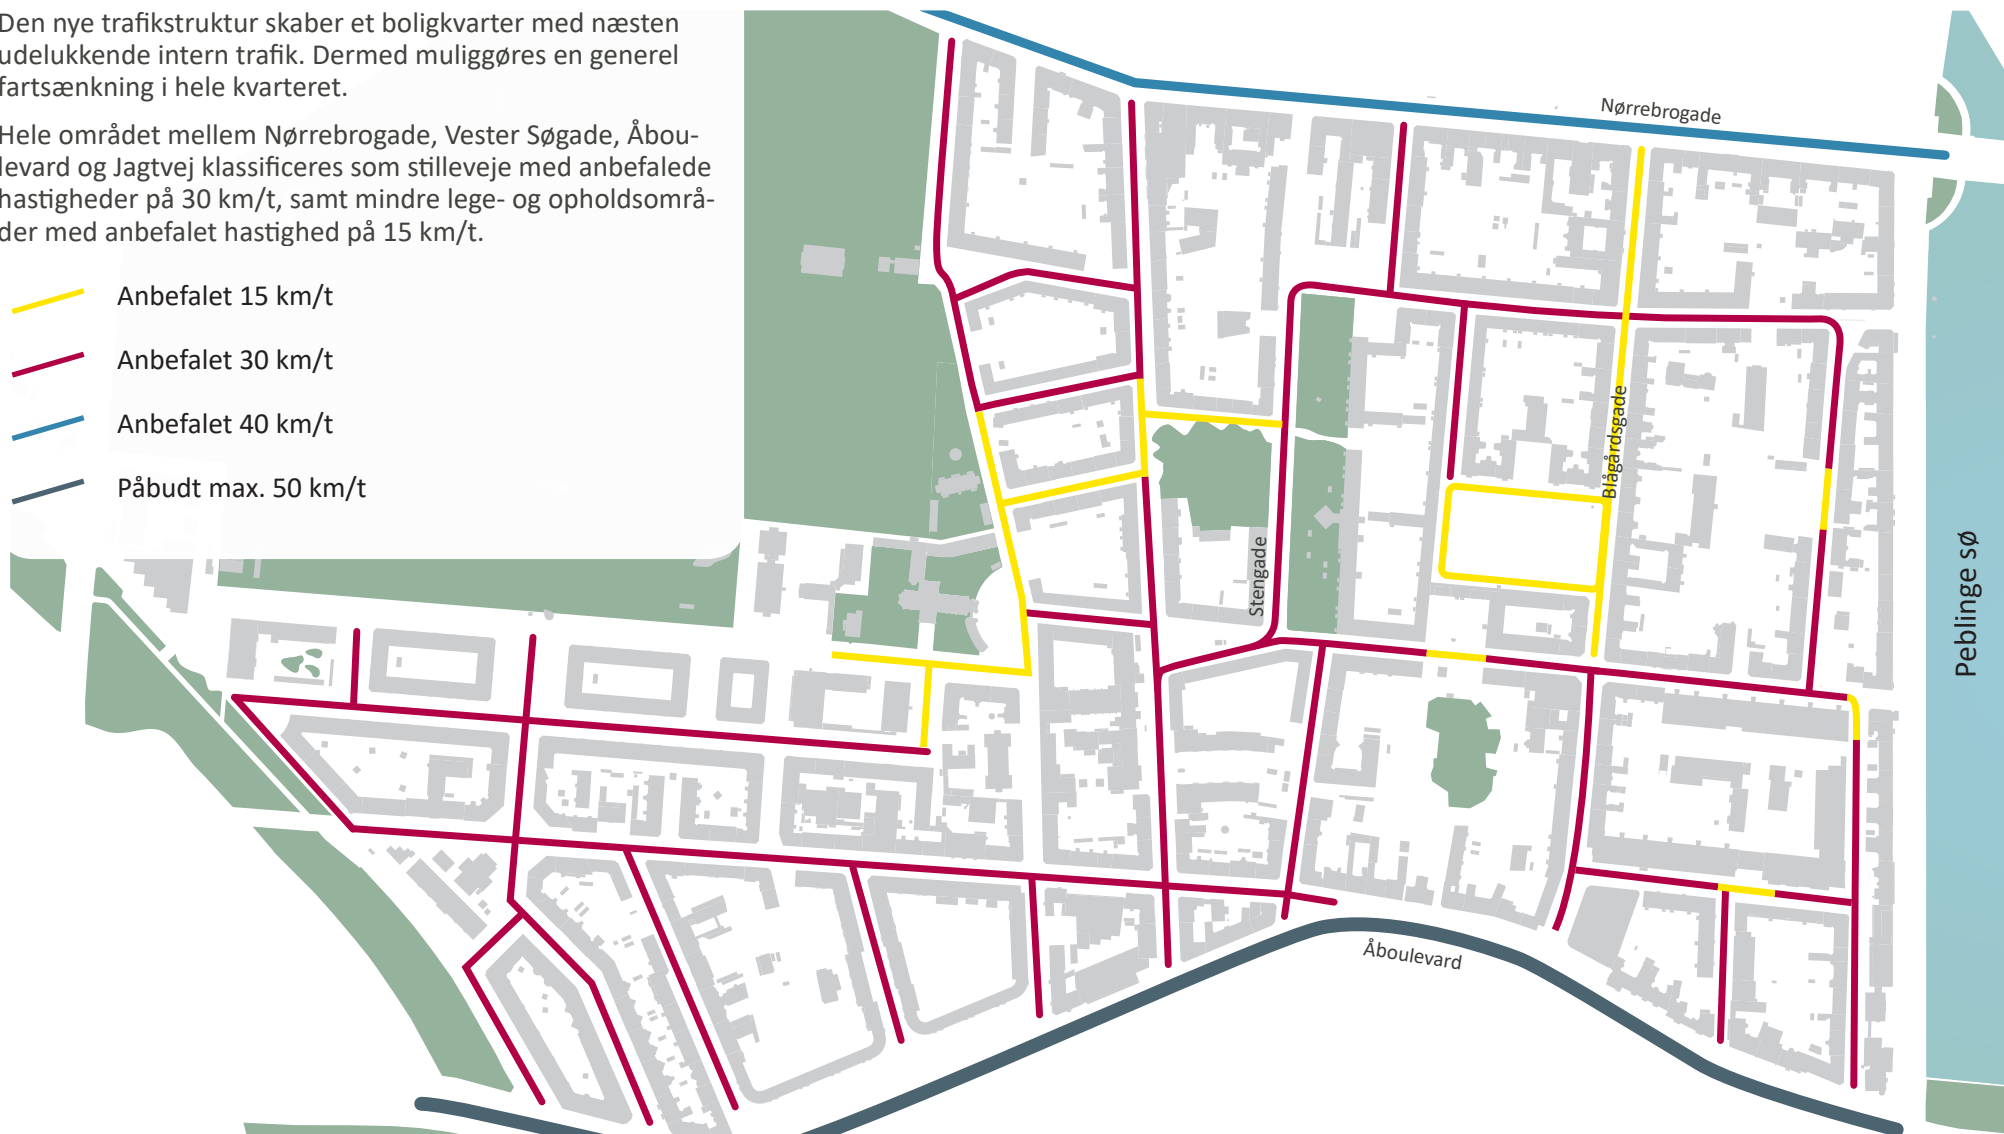 Den nye trafikstruktur skaber et boligkvarter med næsten
udelukkende intern trafik. Dermed muliggøres en generel
fartsænkning i hele kvarteret.
Hele området mellem Nørrebrogade, Vester Søgade, Åbou-
levard og Jagtvej klassificeres som stilleveje med anbefalede
hastigheder på 30 km/t, samt mindre lege- og opholdsområ-
der med anbefalet hastighed på 15 km/t.
Anbefalet 15 km/t
Anbefalet 30 km/t
Anbefalet 40 km/t
Påbudt max. 50 km/t
Nørrebrogade
Blågårdsgade
Stengade
Peblinge sø
Åboulevard